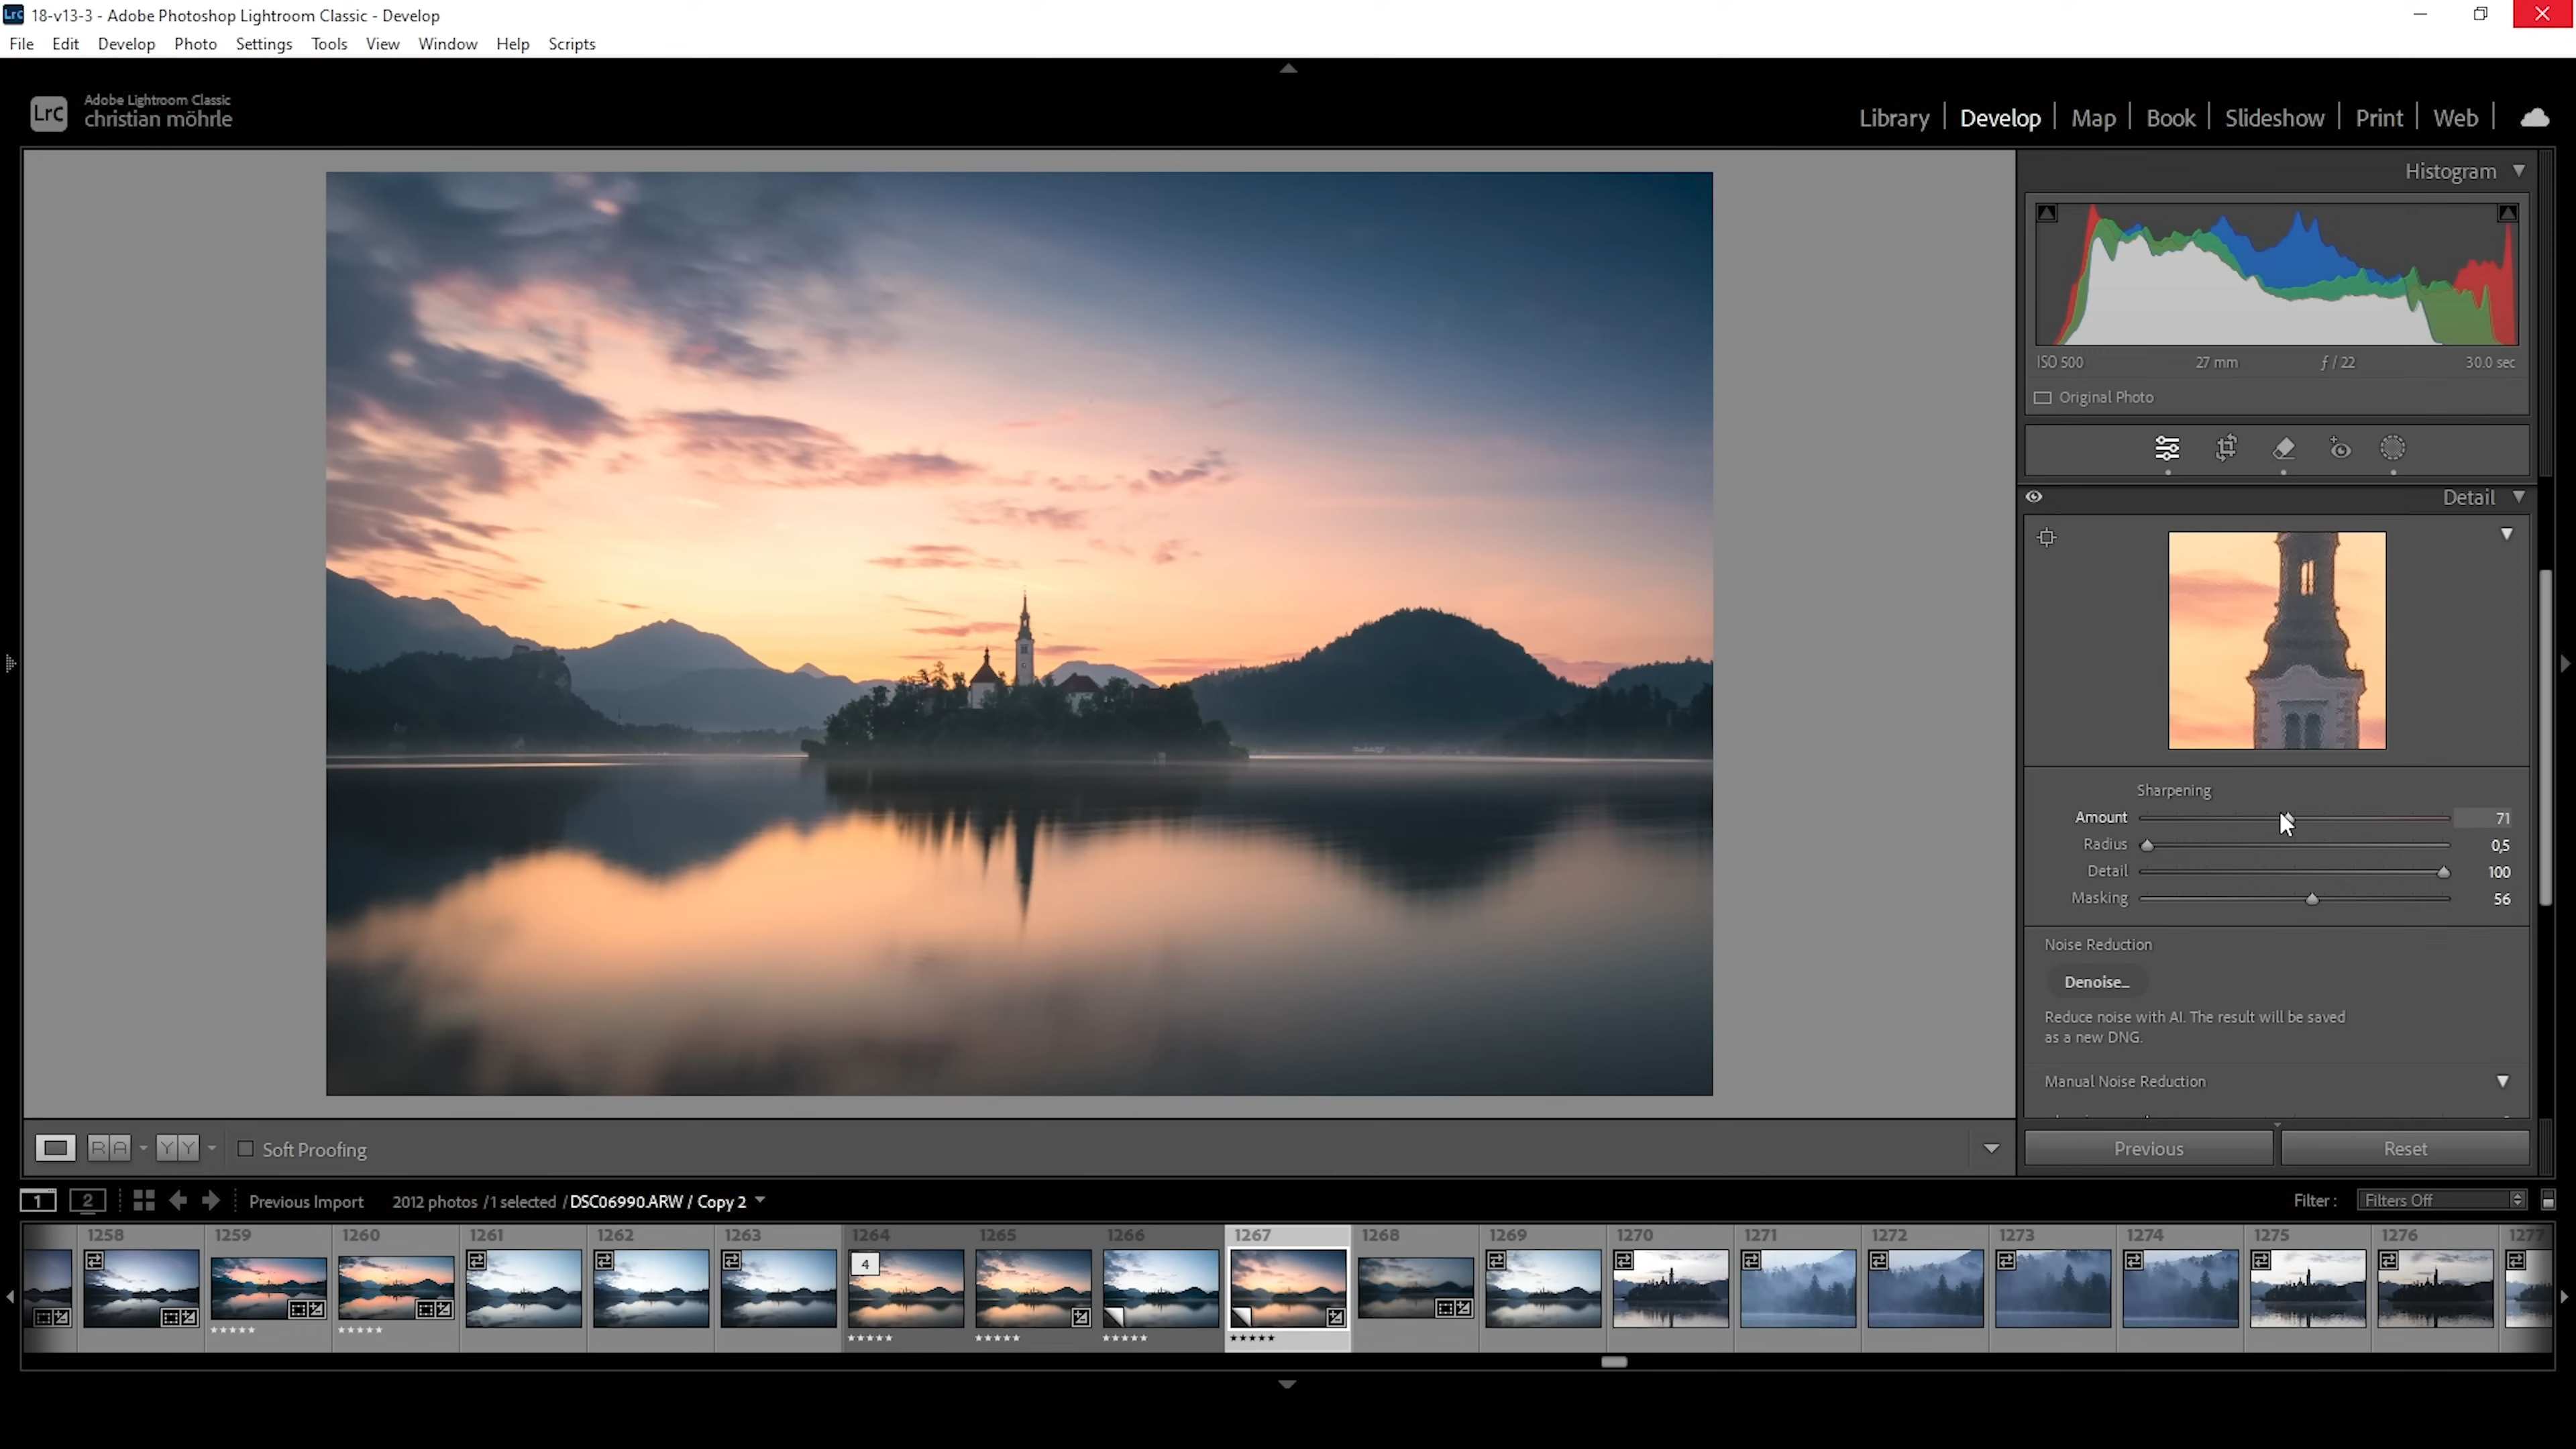 Lrc 18-v13-3 - Adobe Photoshop Lightroom Classic - Develop
File Edit Develop Photo Settings Tools View Window Help Scripts
Lrc
Adobe Lightroom Classic
christian möhrle
Library | Develop | Map | Book | Slideshow | Print | Web |
Histogram
ISO 500 27 mm ƒ / 22 30.0 sec
Original Photo
Detail
Sharpening
Amount 71
Radius 0,5
Detail 100
Masking 56
Noise Reduction
Denoise...
Reduce noise with AI. The result will be saved
as a new DNG.
Manual Noise Reduction
Previous Reset
R A Y Y Soft Proofing
1 2 Previous Import 2012 photos / 1 selected / DSC06990.ARW / Copy 2 Filter : Filters Off
1258 1259 1260 1261 1262 1263 1264 1265 1266 1267 1268 1269 1270 1271 1272 1273 1274 1275 1276 1277
4